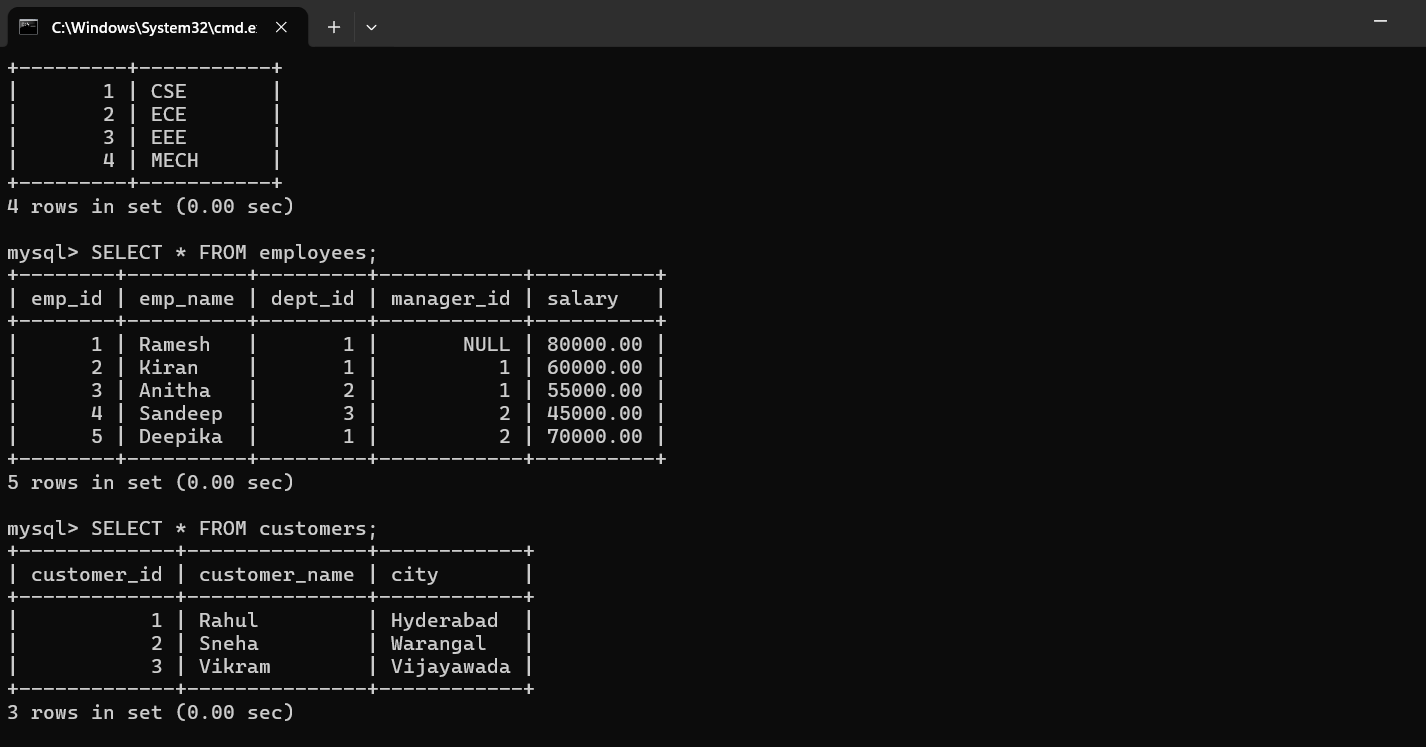 C:\Windows\System32\cmd.e
+---------+-----------+
|       1 | CSE       |
|       2 | ECE       |
|       3 | EEE       |
|       4 | MECH      |
+---------+-----------+
4 rows in set (0.00 sec)
mysql> SELECT * FROM employees;
+--------+----------+---------+------------+----------+
| emp_id | emp_name | dept_id | manager_id | salary   |
+--------+----------+---------+------------+----------+
|      1 | Ramesh   |       1 |       NULL | 80000.00 |
|      2 | Kiran    |       1 |          1 | 60000.00 |
|      3 | Anitha   |       2 |          1 | 55000.00 |
|      4 | Sandeep  |       3 |          2 | 45000.00 |
|      5 | Deepika  |       1 |          2 | 70000.00 |
+--------+----------+---------+------------+----------+
5 rows in set (0.00 sec)
mysql> SELECT * FROM customers;
+-------------+---------------+------------+
| customer_id | customer_name | city       |
+-------------+---------------+------------+
|           1 | Rahul         | Hyderabad  |
|           2 | Sneha         | Warangal   |
|           3 | Vikram        | Vijayawada |
+-------------+---------------+------------+
3 rows in set (0.00 sec)